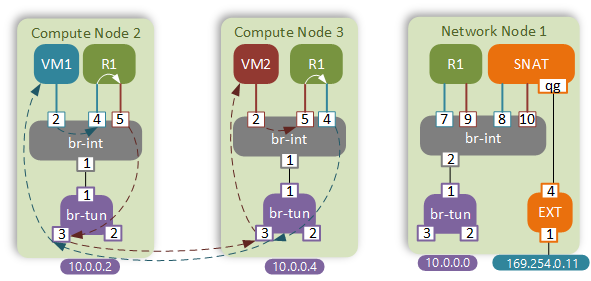 Compute Node 2
VM1
R1
2
4
5
br-int
1
1
br-tun
3
2
10.0.0.2
Compute Node 3
VM2
R1
2
5
4
br-int
1
1
br-tun
3
2
10.0.0.4
Network Node 1
R1
SNAT
qg
7
9
8
10
br-int
2
1
br-tun
3
2
10.0.0.0
4
EXT
1
169.254.0.11